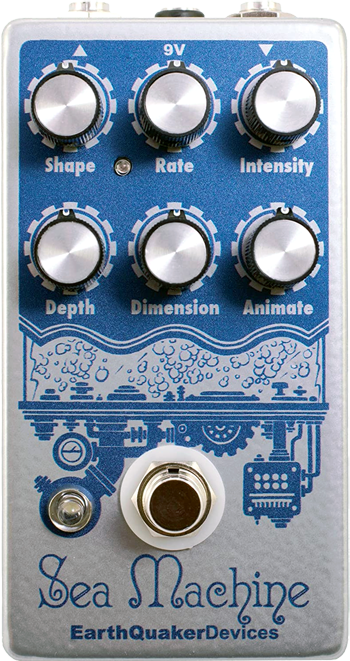 9V
Shape Rate Intensity
Depth Dimension Animate
Sea Machine
EarthQuakerDevices